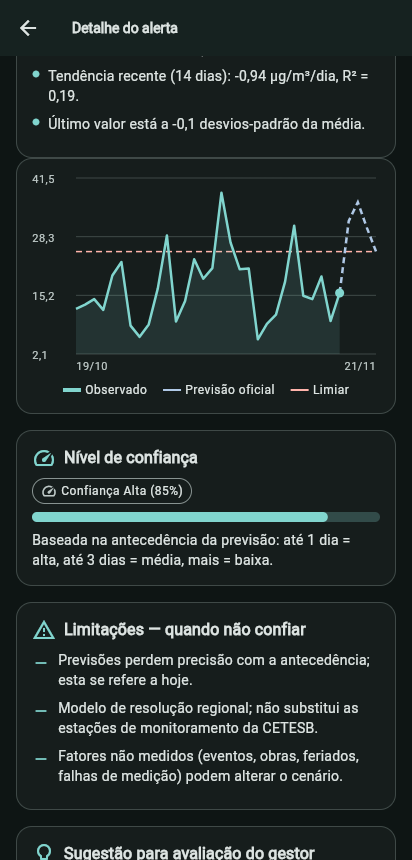 Detalhe do alerta
Tendência recente (14 dias): -0,94 µg/m³/dia, R² =
0,19.
Último valor está a -0,1 desvios-padrão da média.
41,5
28,3
15,2
2,1
19/10
21/11
Observado
Previsão oficial
Limiar
Nível de confiança
Confiança Alta (85%)
Baseada na antecedência da previsão: até 1 dia =
alta, até 3 dias = média, mais = baixa.
Limitações — quando não confiar
— Previsões perdem precisão com a antecedência;
esta se refere a hoje.
— Modelo de resolução regional; não substitui as
estações de monitoramento da CETESB.
— Fatores não medidos (eventos, obras, feriados,
falhas de medição) podem alterar o cenário.
Sugestão para avaliação do gestor